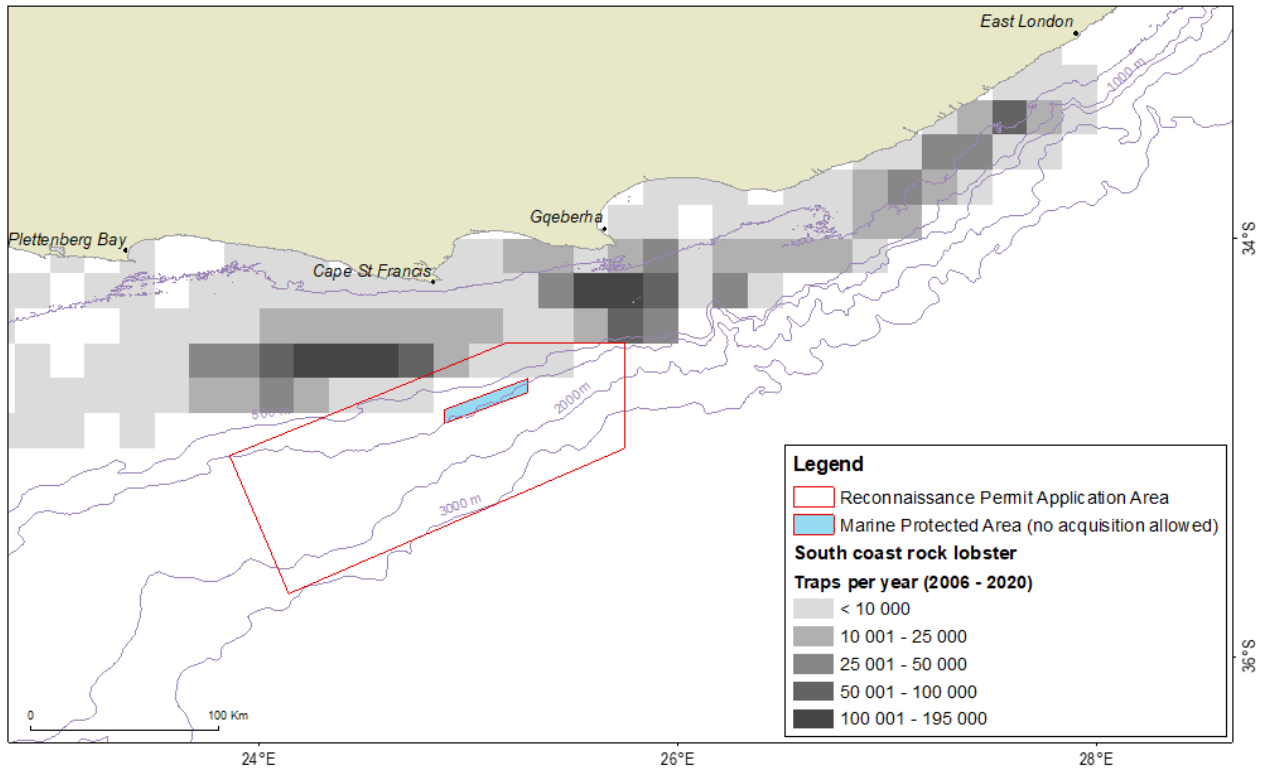 East London
1000 m
Gqeberha
Plettenberg Bay
34°S
Cape St Francis
2000 m
500 m
3000 m
Legend
Reconnaissance Permit Application Area
Marine Protected Area (no acquisition allowed)
South coast rock lobster
Traps per year (2006 - 2020)
< 10 000
10 001 - 25 000
25 001 - 50 000
50 001 - 100 000
100 001 - 195 000
36°S
0 100 Km
24°E 26°E 28°E